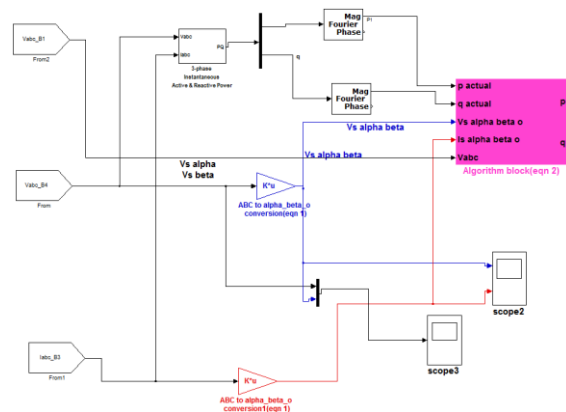 Vabc_B1
From2
Vabc
Iabc
PQ
3-phase
Instantaneous
Active & Reactive Power
q
Mag
Fourier
Phase
P1
Mag
Fourier
Phase
p actual
q actual
Vs alpha beta o
Is alpha beta o
Vabc
p
q
Algorithm block(eqn 2)
Vs alpha beta
Vs alpha beta
Vs alpha
Vs beta
Vabc_B4
From
K*u
ABC to alpha_beta_o
conversion(eqn 1)
scope2
scope3
Iabc_B3
From1
K*u
ABC to alpha_beta_o
conversion1(eqn 1)